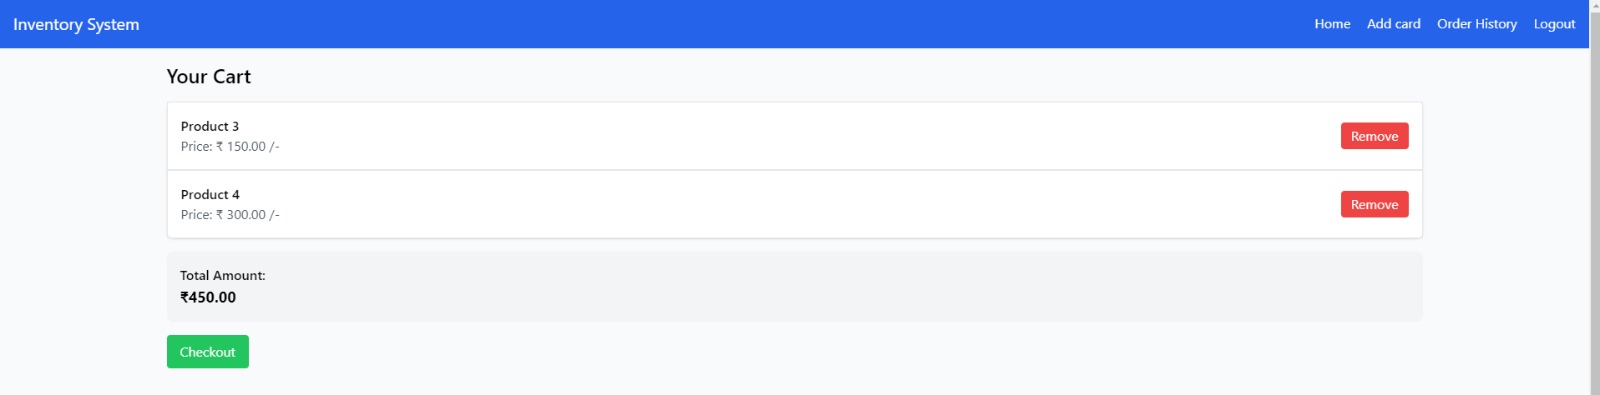 Inventory System
Home Add card Order History Logout
Your Cart
Product 3
Price: ₹ 150.00 /-
Remove
Product 4
Price: ₹ 300.00 /-
Remove
Total Amount:
₹450.00
Checkout